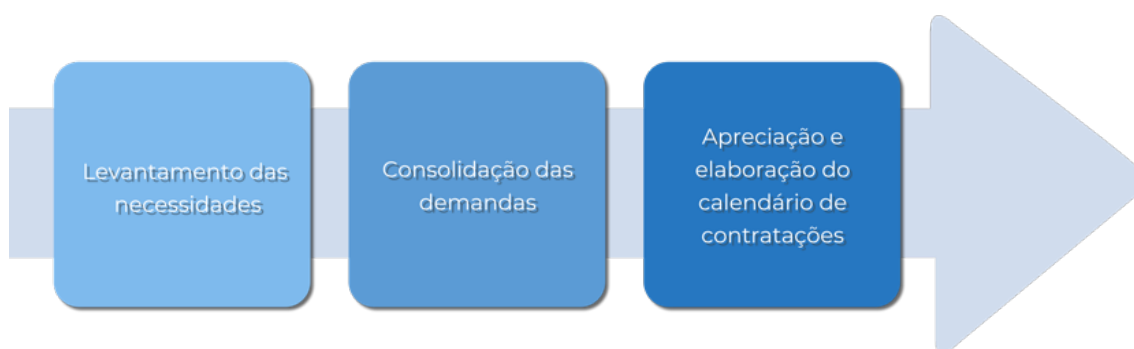 Levantamento das
necessidades
Consolidação das
demandas
Apreciação e
elaboração do
calendário de
contratações